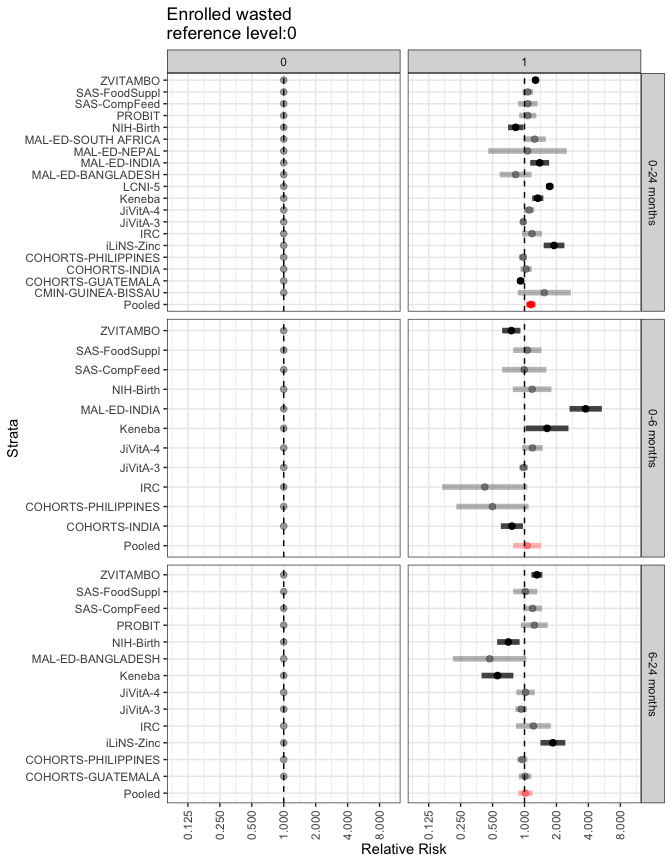 Enrolled wasted
reference level:0
0
1
ZVITAMBO
SAS-FoodSuppl
SAS-CompFeed
PROBIT
NIH-Birth
MAL-ED-SOUTH AFRICA
MAL-ED-NEPAL
MAL-ED-INDIA
MAL-ED-BANGLADESH
LCNI-5
Keneba
JiVitA-4
JiVitA-3
IRC
iLiNS-Zinc
COHORTS-PHILIPPINES
COHORTS-INDIA
COHORTS-GUATEMALA
CMIN-GUINEA-BISSAU
Pooled
0-24 months
ZVITAMBO
SAS-FoodSuppl
SAS-CompFeed
NIH-Birth
MAL-ED-INDIA
Keneba
JiVitA-4
JiVitA-3
IRC
COHORTS-PHILIPPINES
COHORTS-INDIA
Pooled
0-6 months
ZVITAMBO
SAS-FoodSuppl
SAS-CompFeed
PROBIT
NIH-Birth
MAL-ED-BANGLADESH
Keneba
JiVitA-4
JiVitA-3
IRC
iLiNS-Zinc
COHORTS-PHILIPPINES
COHORTS-GUATEMALA
Pooled
6-24 months
Strata
0.125 0.250 0.500 1.000 2.000 4.000 8.000
0.125 0.250 0.500 1.000 2.000 4.000 8.000
Relative Risk